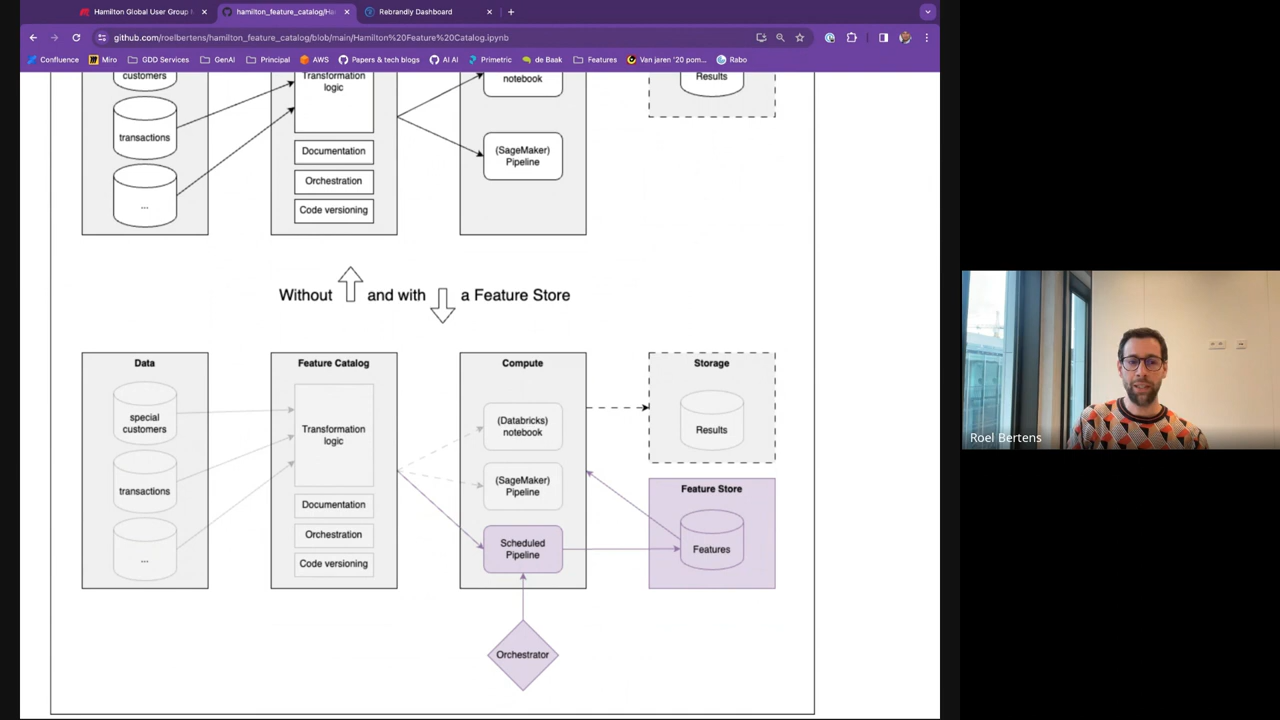 Hamilton Global User Group M
hamilton_feature_catalog/Ha
Rebrandly Dashboard
github.com/roelbertens/hamilton_feature_catalog/blob/main/Hamilton%20Feature%20Catalog.ipynb
Confluence
Miro
GDD Services
GenAI
Principal
AWS
Papers & tech blogs
AI AI
Primetric
de Baak
Features
Van jaren '20 pom...
Rabo
customers
Transformation
logic
notebook
Results
transactions
Documentation
(SageMaker)
Pipeline
Orchestration
...
Code versioning
Without and with a Feature Store
Data
Feature Catalog
Compute
Storage
special
customers
Transformation
logic
(Databricks)
notebook
Results
transactions
(SageMaker)
Pipeline
Feature Store
Documentation
Orchestration
Scheduled
Pipeline
Features
...
Code versioning
Orchestrator
Roel Bertens